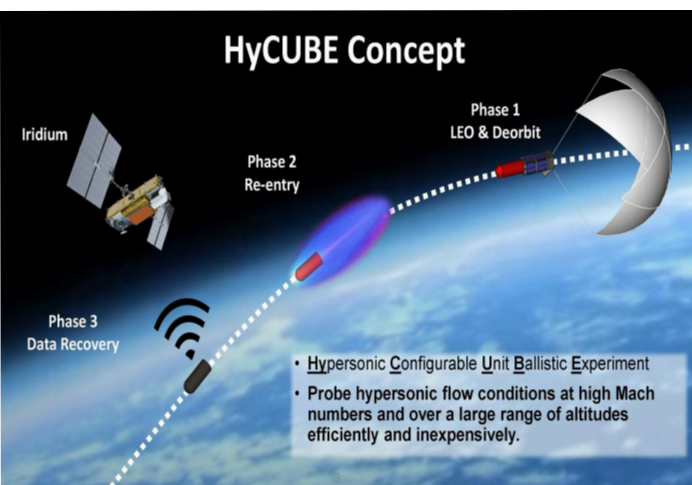 HyCUBE Concept
Iridium
Phase 1
LEO & Deorbit
Phase 2
Re-entry
Phase 3
Data Recovery
• Hypersonic Configurable Unit Ballistic Experiment
• Probe hypersonic flow conditions at high Mach
numbers and over a large range of altitudes
efficiently and inexpensively.